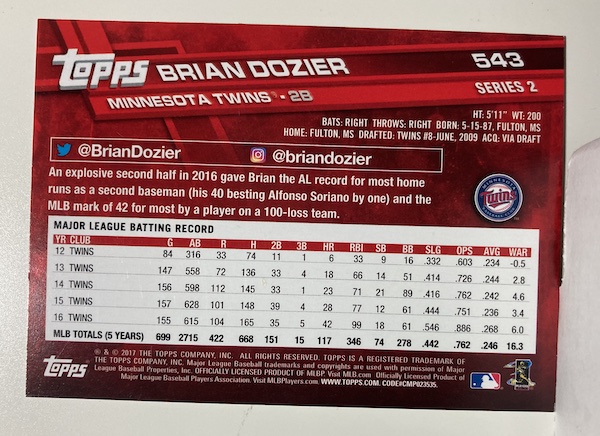 TOPPS BRIAN DOZIER 543
MINNESOTA TWINS • 2B SERIES 2
HT: 5'11" WT: 200
BATS: RIGHT THROWS: RIGHT BORN: 5-15-87, FULTON, MS
HOME: FULTON, MS DRAFTED: TWINS #8-JUNE, 2009 ACQ: VIA DRAFT
@BrianDozier @briandozier
An explosive second half in 2016 gave Brian the AL record for most home
runs as a second baseman (his 40 besting Alfonso Soriano by one) and the
MLB mark of 42 for most by a player on a 100-loss team.
MINNESOTA
Twins
BASEBALL CLUB
MAJOR LEAGUE BATTING RECORD
YR CLUB G AB R H 2B 3B HR RBI SB BB SLG OPS AVG WAR
12 TWINS 84 316 33 74 11 1 6 33 9 16 .332 .603 .234 -0.5
13 TWINS 147 558 72 136 33 4 18 66 14 51 .414 .726 .244 2.8
14 TWINS 156 598 112 145 33 1 23 71 21 89 .416 .762 .242 4.6
15 TWINS 157 628 101 148 39 4 28 77 12 61 .444 .751 .236 3.4
16 TWINS 155 615 104 165 35 5 42 99 18 61 .546 .886 .268 6.0
MLB TOTALS (5 YEARS) 699 2715 422 668 151 15 117 346 74 278 .442 .762 .246 16.3
® & © 2017 THE TOPPS COMPANY, INC. ALL RIGHTS RESERVED. TOPPS IS A REGISTERED TRADEMARK OF
THE TOPPS COMPANY, INC. Major League Baseball trademarks and copyrights are used with permission of Major
League Baseball Properties, Inc. OFFICIALLY LICENSED PRODUCT OF MLBP Visit MLB.com Officially Licensed Product of
Major League Baseball Players Association. Visit MLBPlayers.com. WWW.TOPPS.COM. CODE#CMP023535.
TOPPS